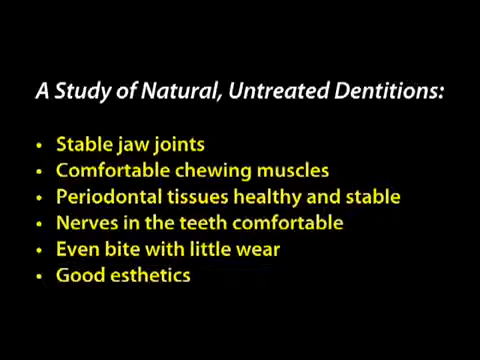 A Study of Natural, Untreated Dentitions:
• Stable jaw joints
• Comfortable chewing muscles
• Periodontal tissues healthy and stable
• Nerves in the teeth comfortable
• Even bite with little wear
• Good esthetics